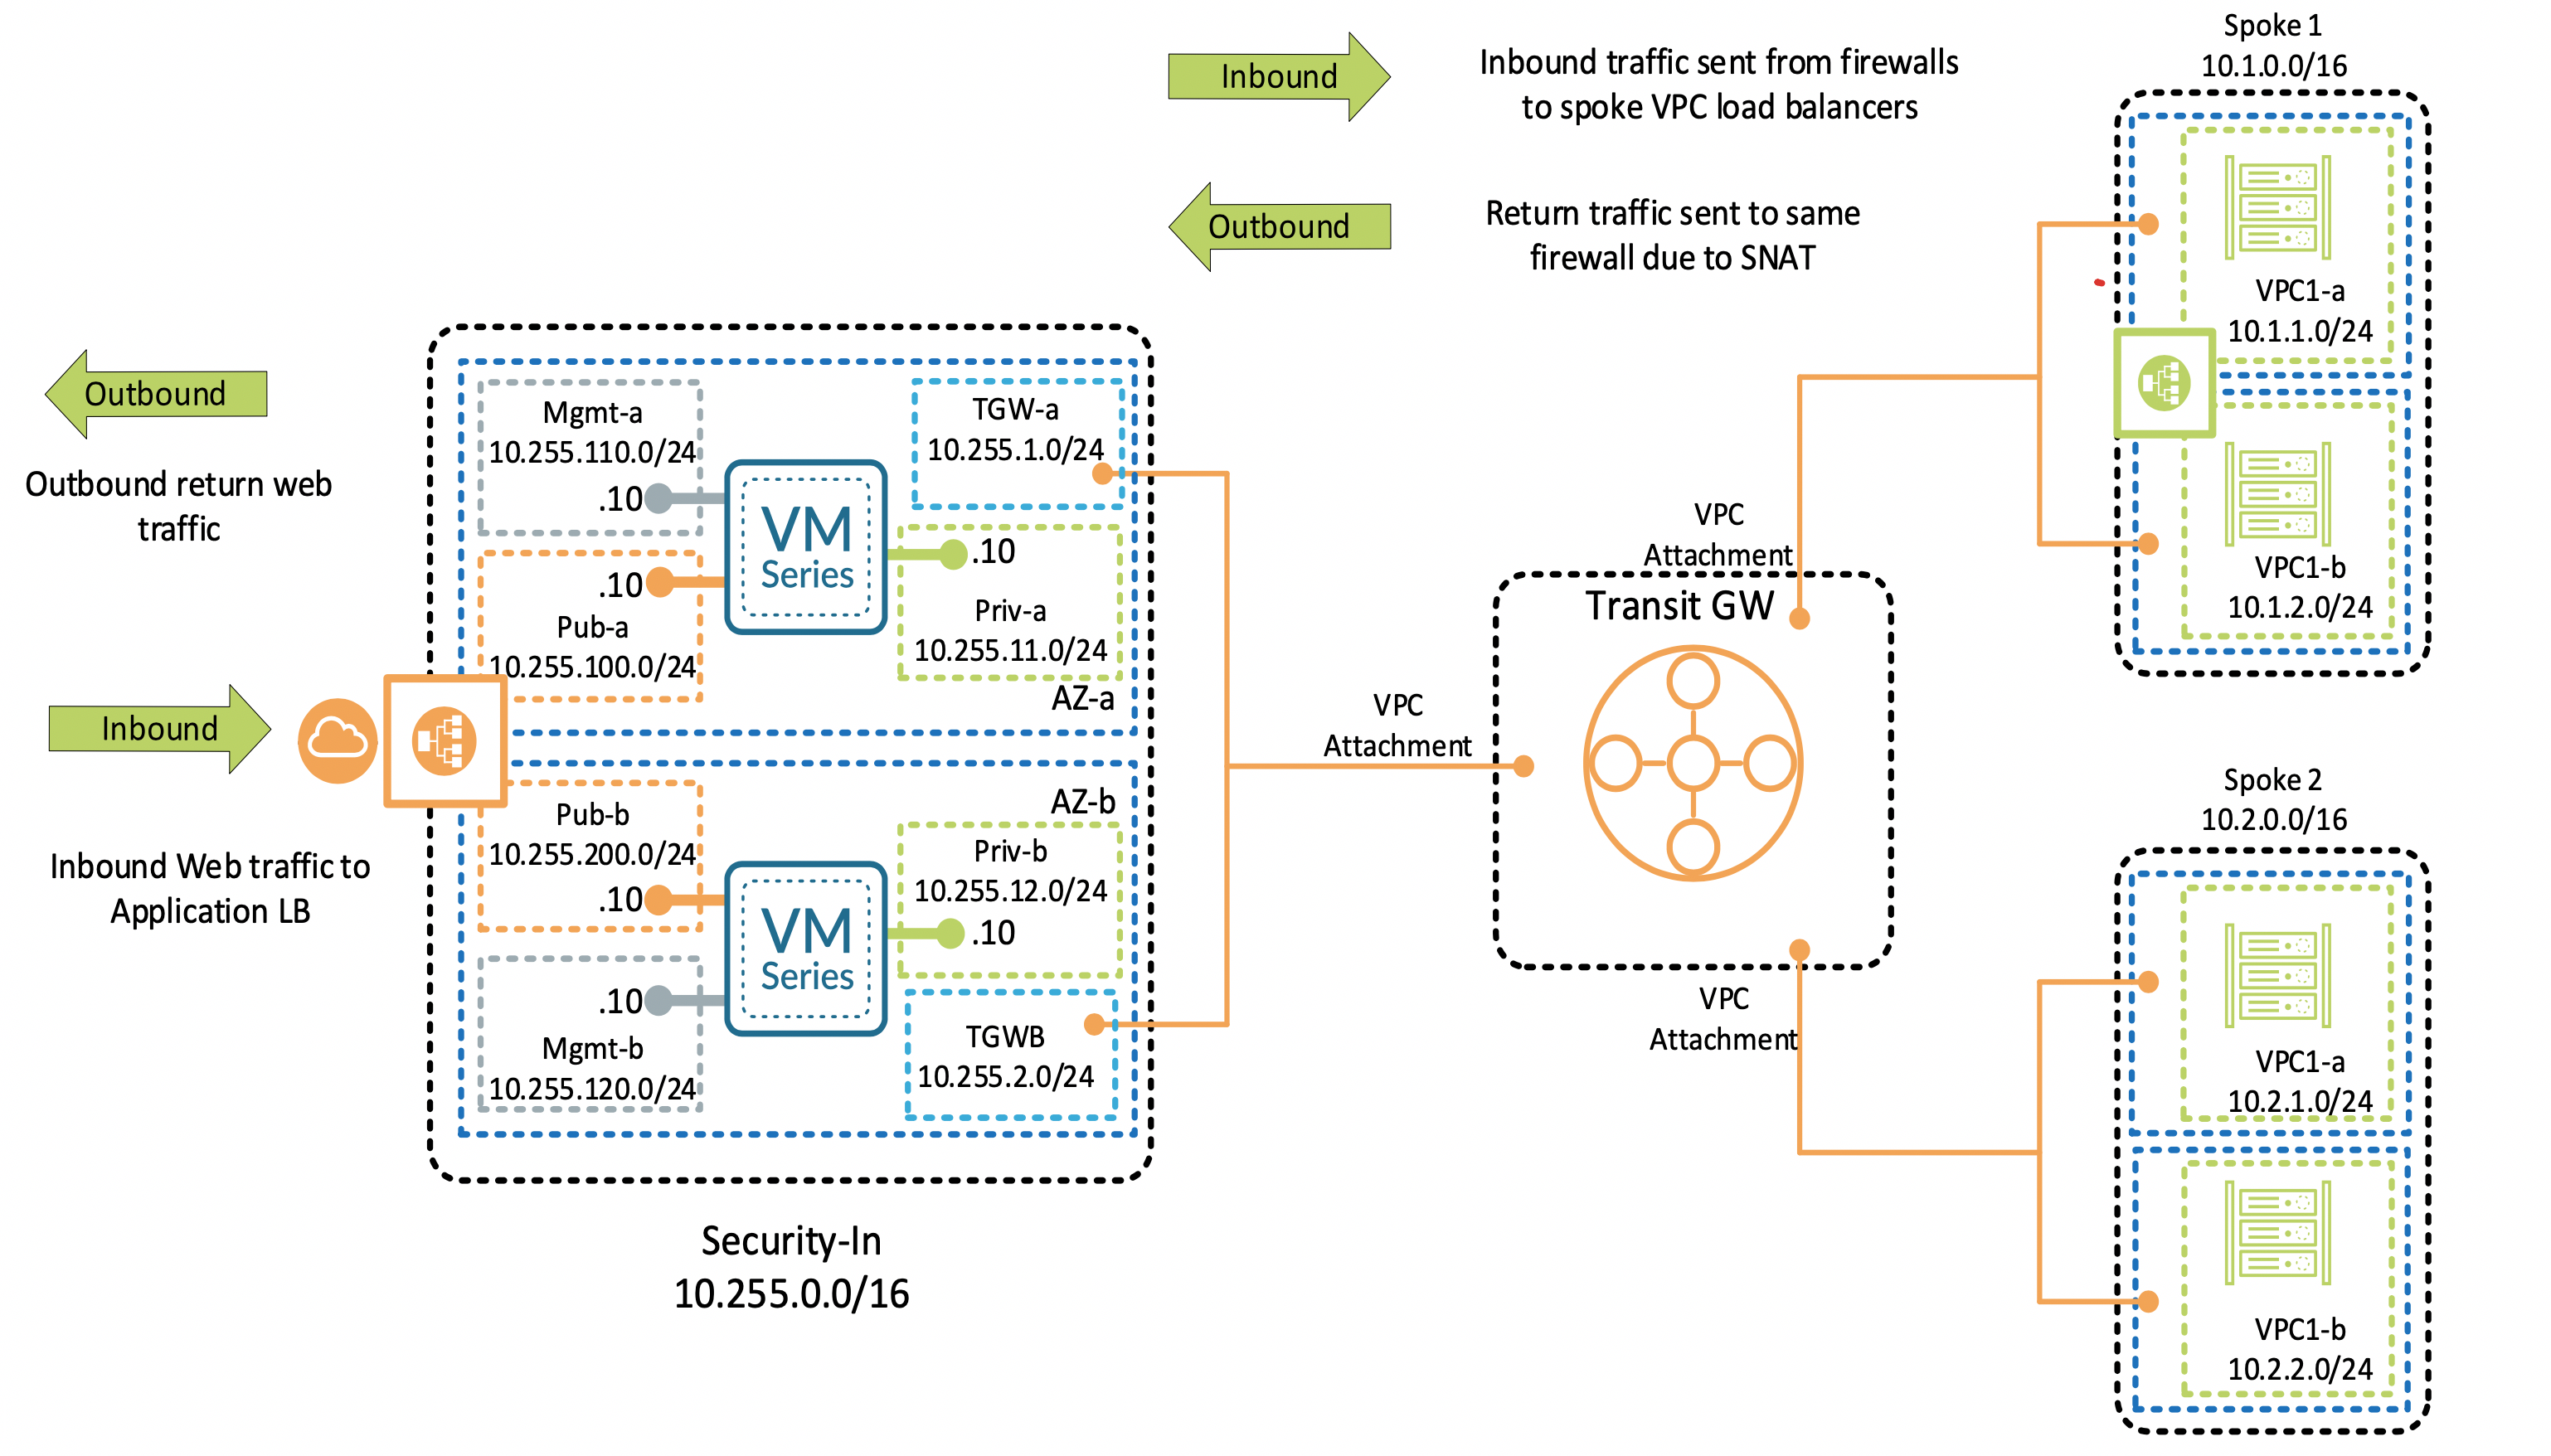 Inbound
Inbound traffic sent from firewalls
to spoke VPC load balancers
Outbound
Return traffic sent to same
firewall due to SNAT
Outbound
Outbound return web
traffic
Inbound
Inbound Web traffic to
Application LB
Mgmt-a
10.255.110.0/24
.10
.10
Pub-a
10.255.100.0/24
VM
Series
TGW-a
10.255.1.0/24
.10
Priv-a
10.255.11.0/24
AZ-a
AZ-b
Pub-b
10.255.200.0/24
.10
.10
Mgmt-b
10.255.120.0/24
VM
Series
Priv-b
10.255.12.0/24
.10
TGWB
10.255.2.0/24
Security-In
10.255.0.0/16
VPC
Attachment
VPC
Attachment
Transit GW
VPC
Attachment
Spoke 1
10.1.0.0/16
VPC1-a
10.1.1.0/24
VPC1-b
10.1.2.0/24
Spoke 2
10.2.0.0/16
VPC1-a
10.2.1.0/24
VPC1-b
10.2.2.0/24